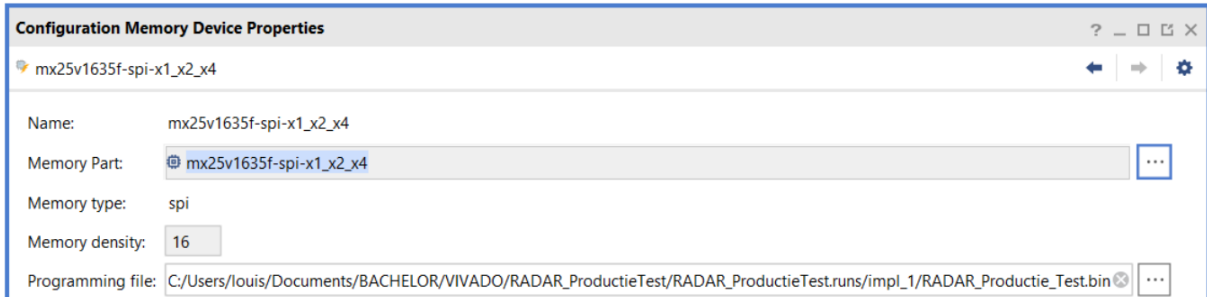 Configuration Memory Device Properties
mx25v1635f-spi-x1_x2_x4
Name: mx25v1635f-spi-x1_x2_x4
Memory Part: mx25v1635f-spi-x1_x2_x4
Memory type: spi
Memory density: 16
Programming file: C:/Users/louis/Documents/BACHELOR/VIVADO/RADAR_ProductieTest/RADAR_ProductieTest.runs/impl_1/RADAR_Productie_Test.bin